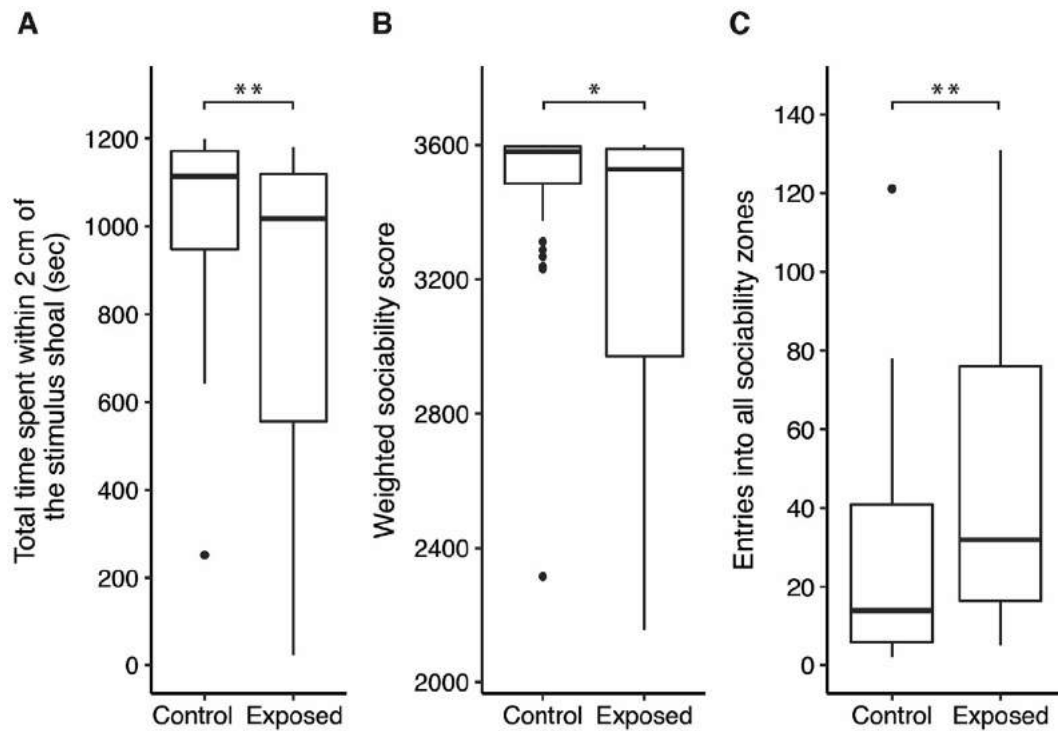 A
B
C
**
*
**
Total time spent within 2 cm of
the stimulus shoal (sec)
1200
1000
800
600
400
200
0
Control Exposed
Weighted sociability score
3600
3200
2800
2400
2000
Control Exposed
Entries into all sociability zones
140
120
100
80
60
40
20
0
Control Exposed